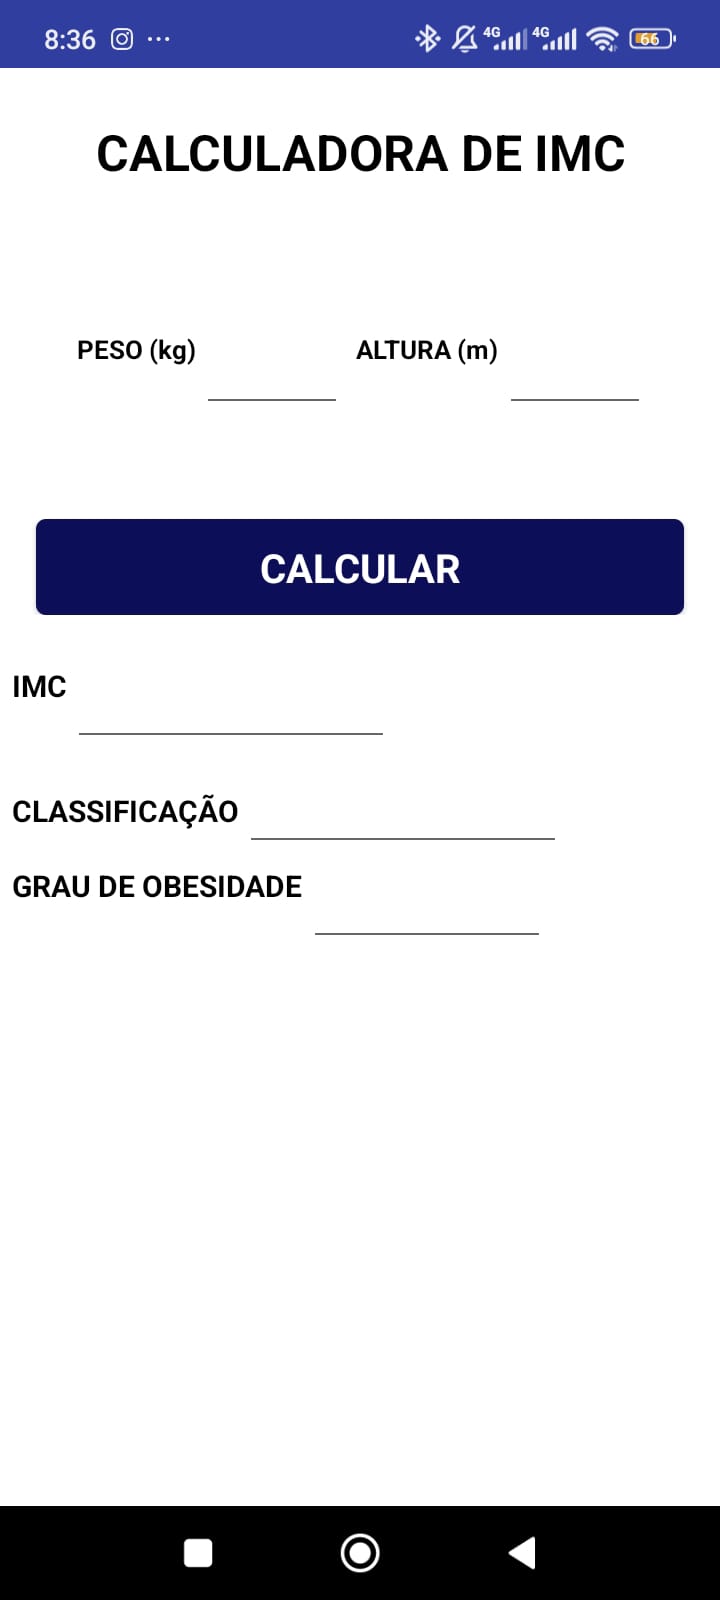 8:36 4G 4G 66
CALCULADORA DE IMC
PESO (kg) ALTURA (m)
CALCULAR
IMC
CLASSIFICAÇÃO
GRAU DE OBESIDADE